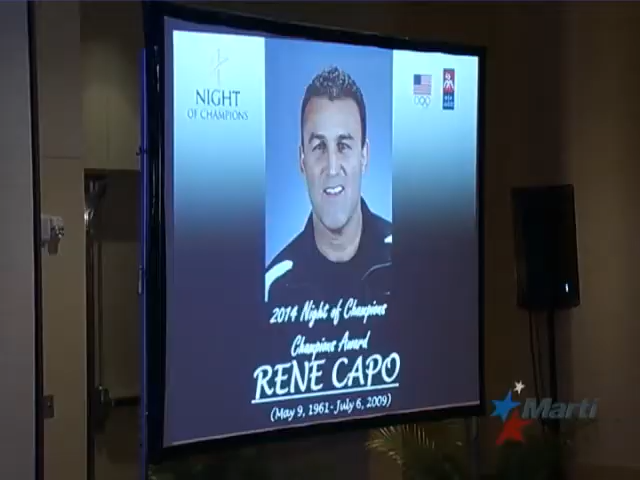 NIGHT
OF CHAMPIONS
2014 Night of Champions
Champions Award
RENE CAPO
(May 9, 1961- July 6, 2009)
Martí